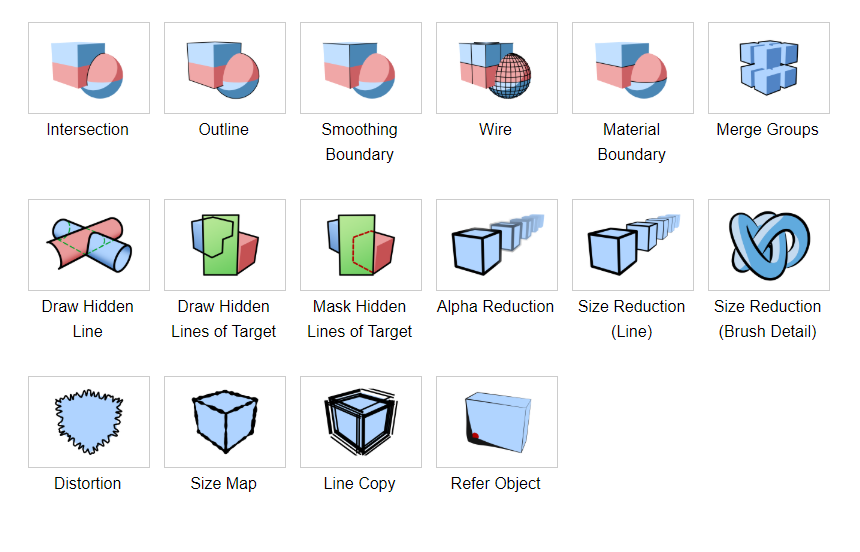 Intersection
Outline
Smoothing
Boundary
Wire
Material
Boundary
Merge Groups
Draw Hidden
Line
Draw Hidden
Lines of Target
Mask Hidden
Lines of Target
Alpha Reduction
Size Reduction
(Line)
Size Reduction
(Brush Detail)
Distortion
Size Map
Line Copy
Refer Object